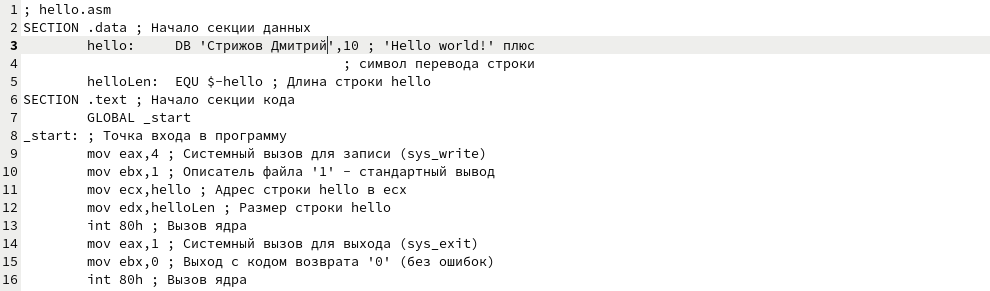 1 ; hello.asm
2 SECTION .data ; Начало секции данных
3         hello:     DB 'Стрижов Дмитрий',10 ; 'Hello world!' плюс
4                                         ; символ перевода строки
5         helloLen:  EQU $-hello ; Длина строки hello
6 SECTION .text ; Начало секции кода
7         GLOBAL _start
8 _start: ; Точка входа в программу
9         mov eax,4 ; Системный вызов для записи (sys_write)
10         mov ebx,1 ; Описатель файла '1' - стандартный вывод
11         mov ecx,hello ; Адрес строки hello в ecx
12         mov edx,helloLen ; Размер строки hello
13         int 80h ; Вызов ядра
14         mov eax,1 ; Системный вызов для выхода (sys_exit)
15         mov ebx,0 ; Выход с кодом возврата '0' (без ошибок)
16         int 80h ; Вызов ядра